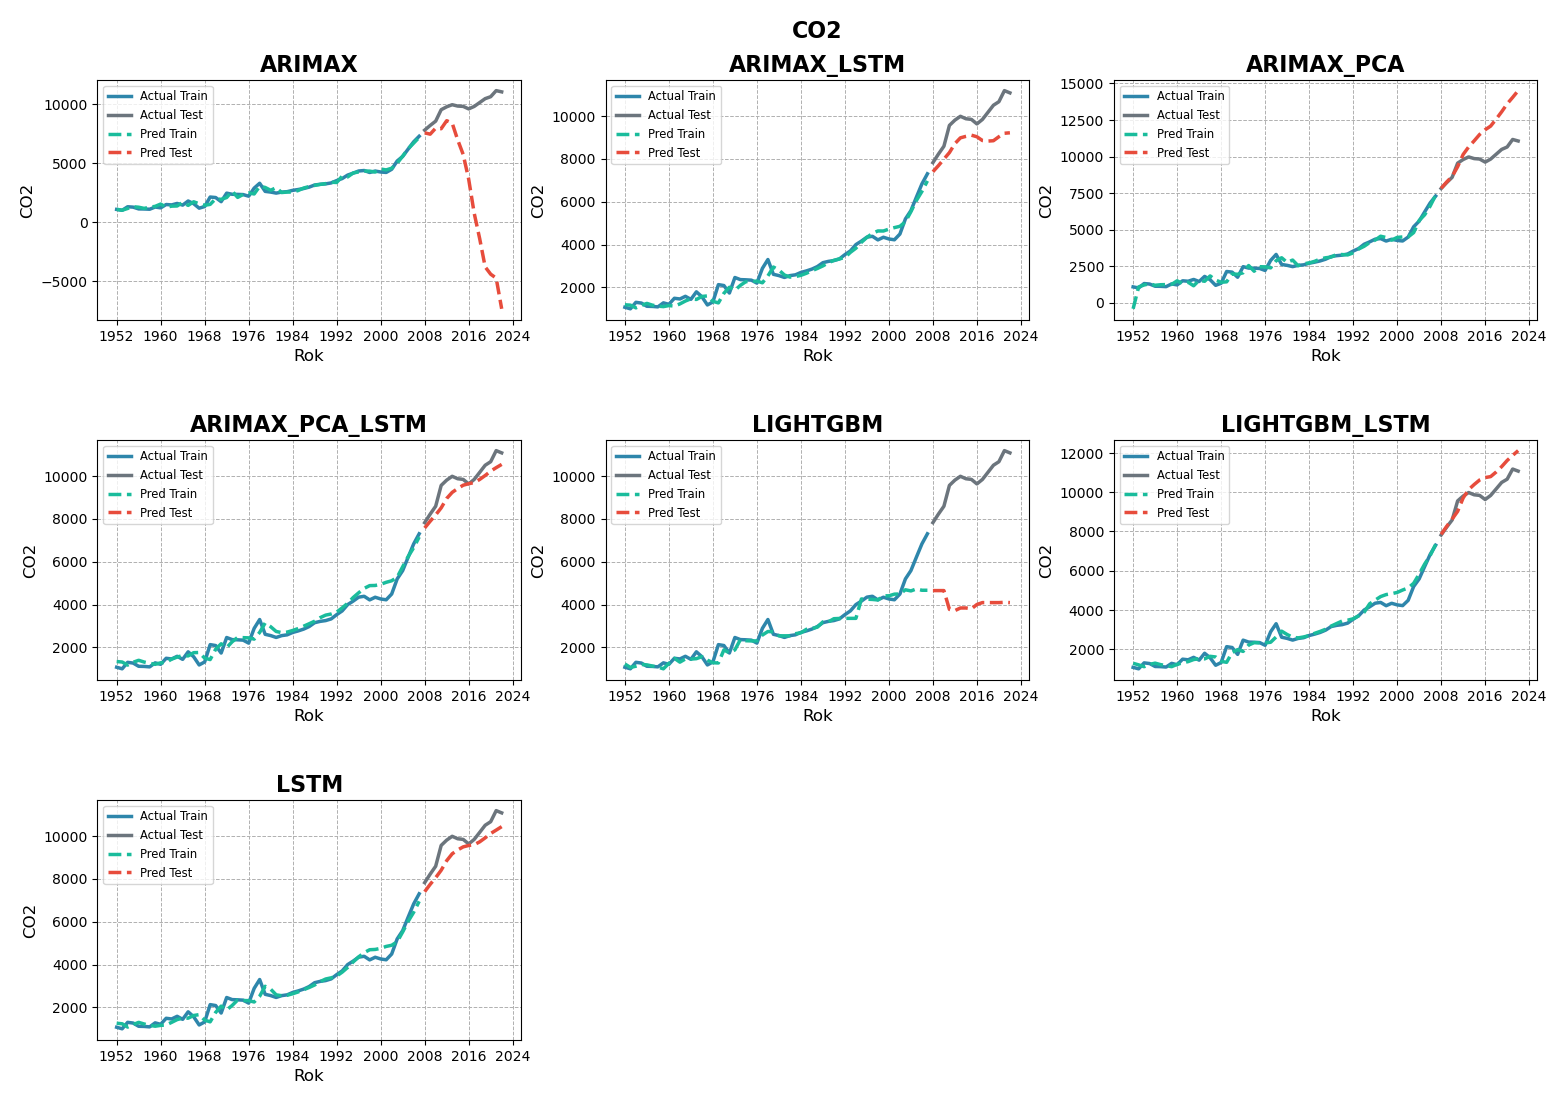 CO2
ARIMAX
Actual Train
Actual Test
Pred Train
Pred Test
10000
5000
0
−5000
CO2
1952 1960 1968 1976 1984 1992 2000 2008 2016 2024
Rok
ARIMAX_LSTM
Actual Train
Actual Test
Pred Train
Pred Test
10000
8000
6000
4000
2000
CO2
1952 1960 1968 1976 1984 1992 2000 2008 2016 2024
Rok
ARIMAX_PCA
Actual Train
Actual Test
Pred Train
Pred Test
15000
12500
10000
7500
5000
2500
0
CO2
1952 1960 1968 1976 1984 1992 2000 2008 2016 2024
Rok
ARIMAX_PCA_LSTM
Actual Train
Actual Test
Pred Train
Pred Test
10000
8000
6000
4000
2000
CO2
1952 1960 1968 1976 1984 1992 2000 2008 2016 2024
Rok
LIGHTGBM
Actual Train
Actual Test
Pred Train
Pred Test
10000
8000
6000
4000
2000
CO2
1952 1960 1968 1976 1984 1992 2000 2008 2016 2024
Rok
LIGHTGBM_LSTM
Actual Train
Actual Test
Pred Train
Pred Test
12000
10000
8000
6000
4000
2000
CO2
1952 1960 1968 1976 1984 1992 2000 2008 2016 2024
Rok
LSTM
Actual Train
Actual Test
Pred Train
Pred Test
10000
8000
6000
4000
2000
CO2
1952 1960 1968 1976 1984 1992 2000 2008 2016 2024
Rok